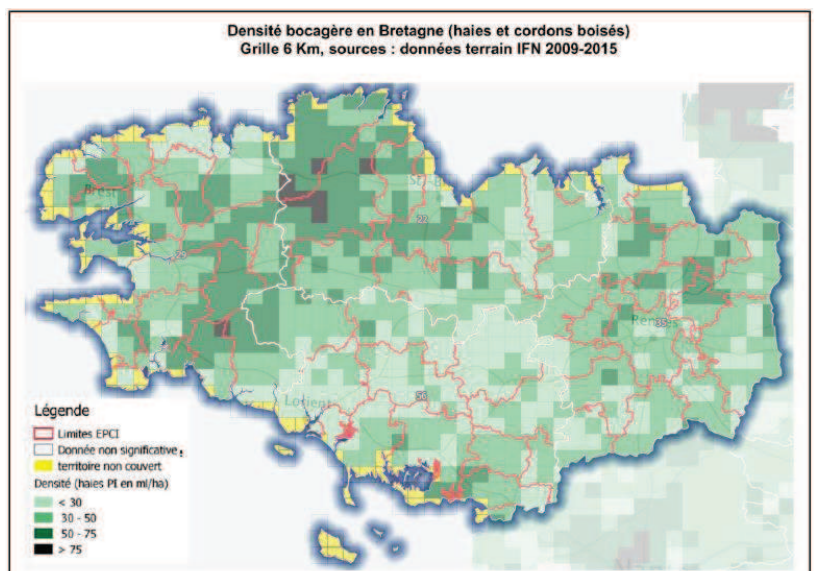 Densité bocagère en Bretagne (haies et cordons boisés)
Grille 6 Km, sources : données terrain IFN 2009-2015
Brest
22
29
Rennes
35
Lorient
56
Légende
Limites EPCI
Donnée non significative
territoire non couvert
Densité (haies PI en ml/ha)
< 30
30 - 50
50 - 75
> 75